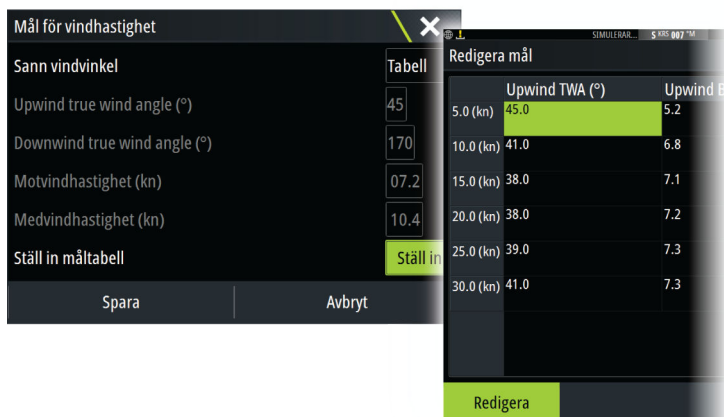 Mål för vindhastighet
Sann vindvinkel Tabell
Upwind true wind angle (°) 45
Downwind true wind angle (°) 170
Motvindhastighet (kn) 07.2
Medvindhastighet (kn) 10.4
Ställ in måltabell Ställ in
Spara Avbryt
SIMULERAR... S KRS 007 °M
Redigera mål
Upwind TWA (°) Upwind
5.0 (kn) 45.0 5.2
10.0 (kn) 41.0 6.8
15.0 (kn) 38.0 7.1
20.0 (kn) 38.0 7.2
25.0 (kn) 39.0 7.3
30.0 (kn) 41.0 7.3
Redigera